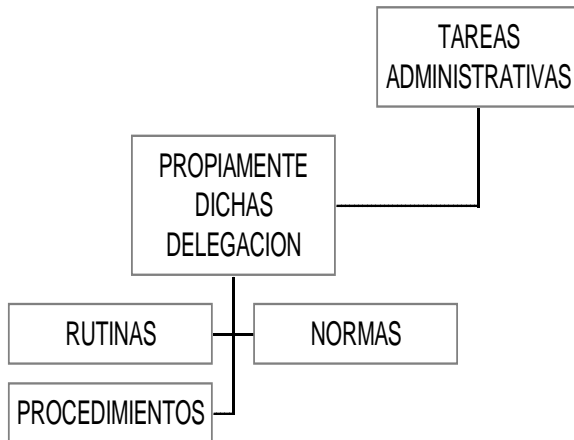 TAREAS
ADMINISTRATIVAS
PROPIAMENTE
DICHAS
DELEGACION
RUTINAS
NORMAS
PROCEDIMIENTOS